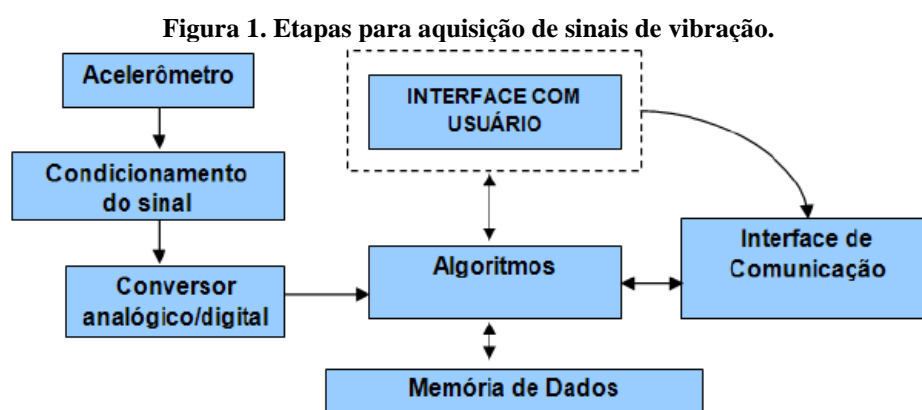 Figura 1. Etapas para aquisição de sinais de vibração.
Acelerômetro
INTERFACE COM
USUÁRIO
Condicionamento
do sinal
Algoritmos
Interface de
Comunicação
Conversor
analógico/digital
Memória de Dados